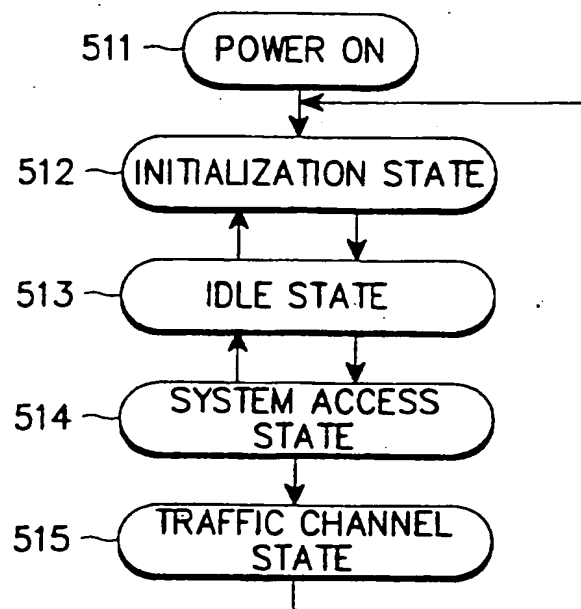 511 POWER ON
512 INITIALIZATION STATE
513 IDLE STATE
514 SYSTEM ACCESS
STATE
515 TRAFFIC CHANNEL
STATE